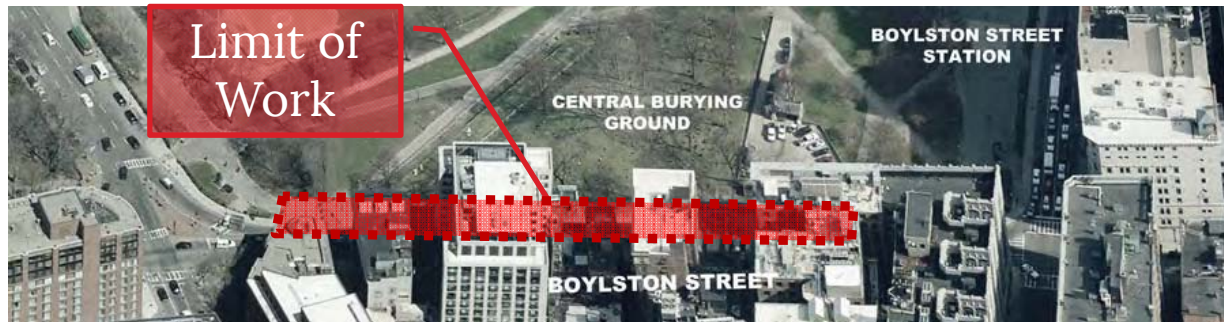 Limit of
Work
BOYLSTON STREET
STATION
CENTRAL BURYING
GROUND
BOYLSTON STREET